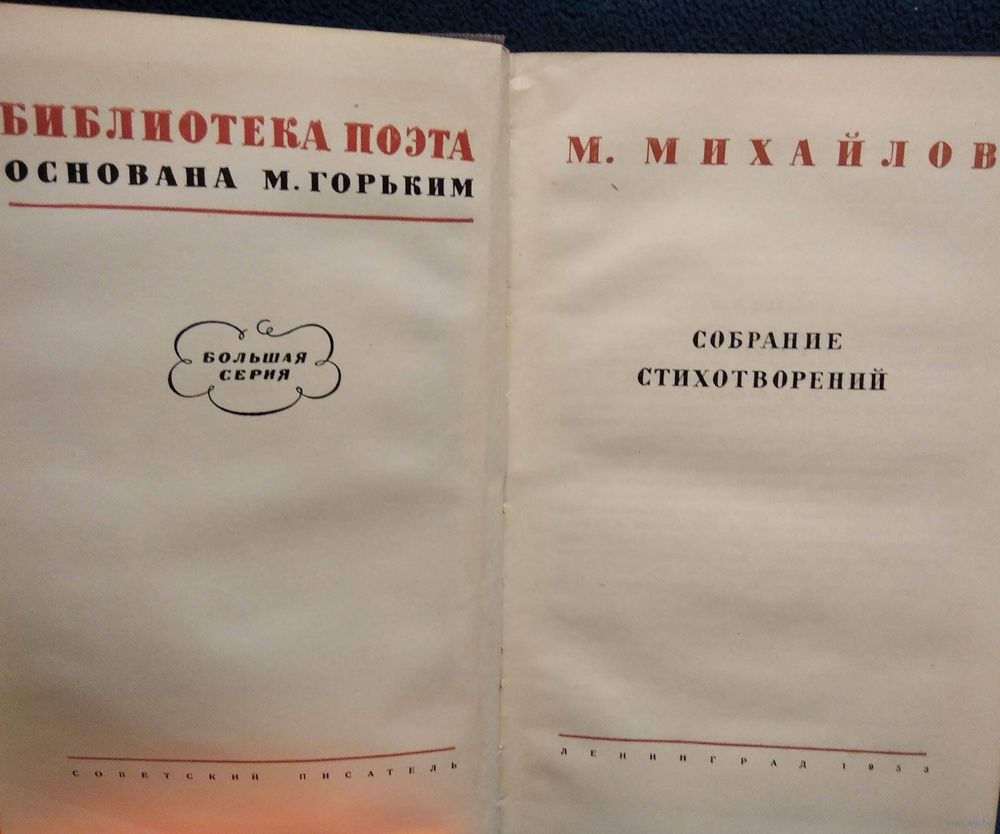 БИБЛИОТЕКА ПОЭТА
ОСНОВАНА М. ГОРЬКИМ
БОЛЬШАЯ
СЕРИЯ
СОВЕТСКИЙ ПИСАТЕЛЬ
М. МИХАЙЛОВ
СОБРАНИЕ
СТИХОТВОРЕНИЙ
ЛЕНИНГРАД 1953